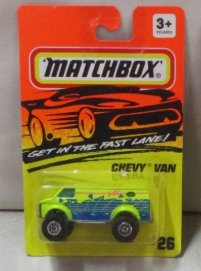 3+
MATCHBOX®
GET IN THE FAST LANE!
CHEVY® VAN
26